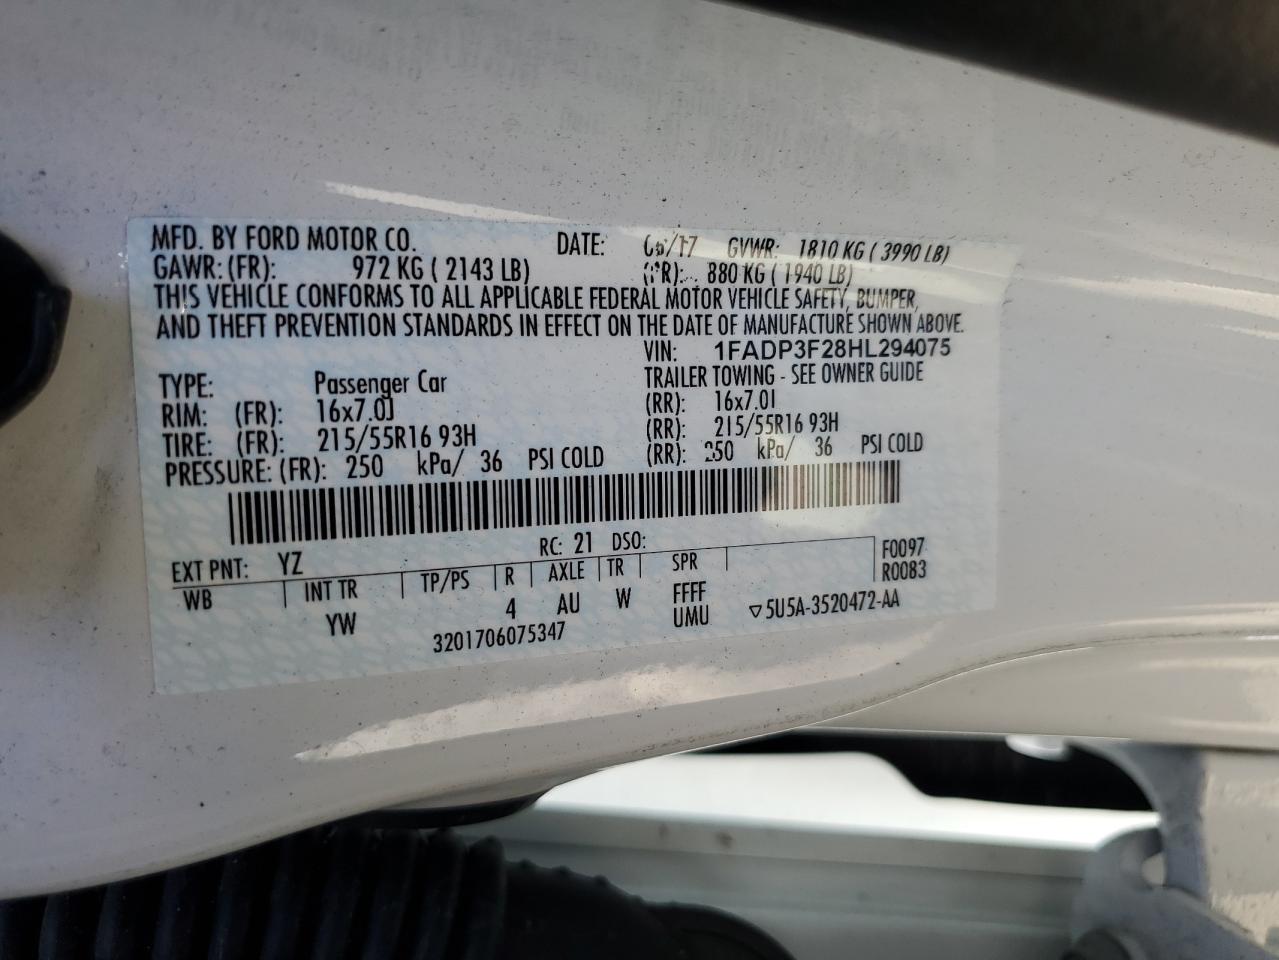 MFD. BY FORD MOTOR CO. DATE: 06/17 GVWR: 1810 KG ( 3990 LB)
GAWR: (FR): 972 KG ( 2143 LB) (RR): 880 KG ( 1940 LB)
THIS VEHICLE CONFORMS TO ALL APPLICABLE FEDERAL MOTOR VEHICLE SAFETY, BUMPER,
AND THEFT PREVENTION STANDARDS IN EFFECT ON THE DATE OF MANUFACTURE SHOWN ABOVE.
VIN: 1FADP3F28HL294075
TYPE: Passenger Car TRAILER TOWING - SEE OWNER GUIDE
RIM: (FR): 16x7.0J (RR): 16x7.0J
TIRE: (FR): 215/55R16 93H (RR): 215/55R16 93H
PRESSURE: (FR): 250 kPa/ 36 PSI COLD (RR): 250 kPa/ 36 PSI COLD
EXT PNT: YZ RC: 21 DSO: F0097
WB INT TR TP/PS R AXLE TR SPR R0083
YW 4 AU W FFFF
UMU ▽5U5A-3520472-AA
3201706075347